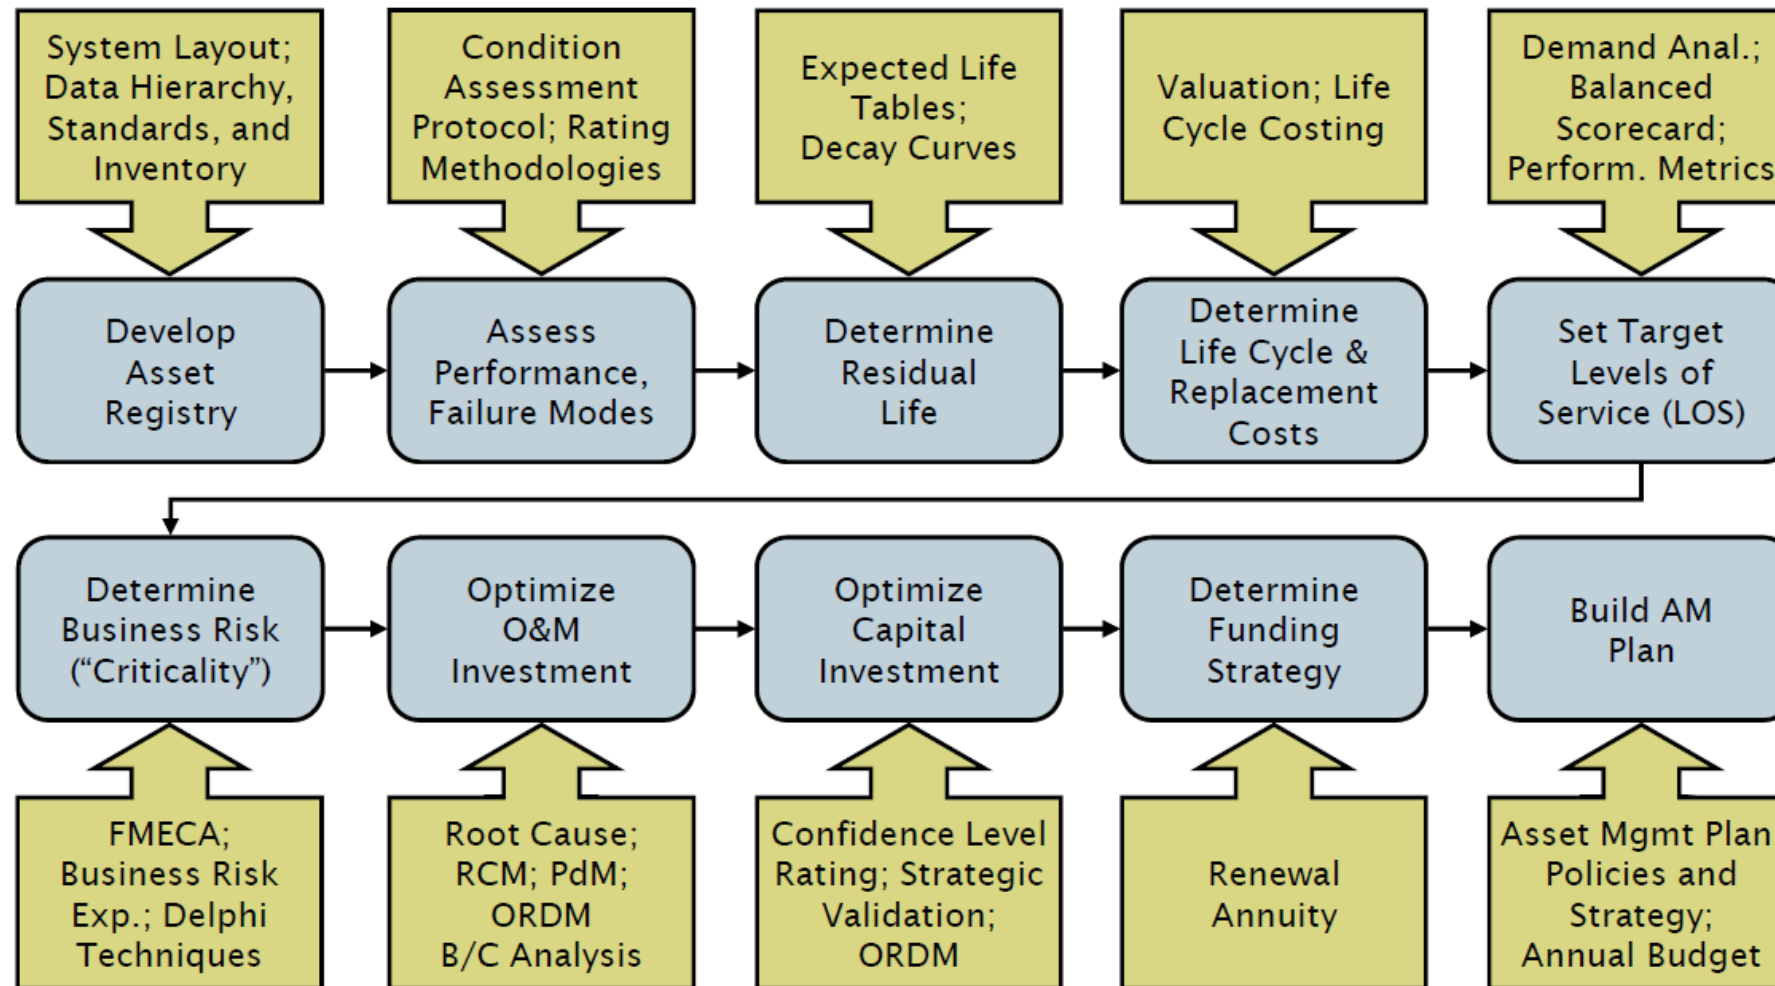 System Layout;
Data Hierarchy,
Standards, and
Inventory
Condition
Assessment
Protocol; Rating
Methodologies
Expected Life
Tables;
Decay Curves
Valuation; Life
Cycle Costing
Demand Anal.;
Balanced
Scorecard;
Perform. Metrics
Develop
Asset
Registry
Assess
Performance,
Failure Modes
Determine
Residual
Life
Determine
Life Cycle &
Replacement
Costs
Set Target
Levels of
Service (LOS)
Determine
Business Risk
(“Criticality”)
Optimize
O&M
Investment
Optimize
Capital
Investment
Determine
Funding
Strategy
Build AM
Plan
FMECA;
Business Risk
Exp.; Delphi
Techniques
Root Cause;
RCM; PdM;
ORDM
B/C Analysis
Confidence Level
Rating; Strategic
Validation;
ORDM
Renewal
Annuity
Asset Mgmt Plan
Policies and
Strategy;
Annual Budget